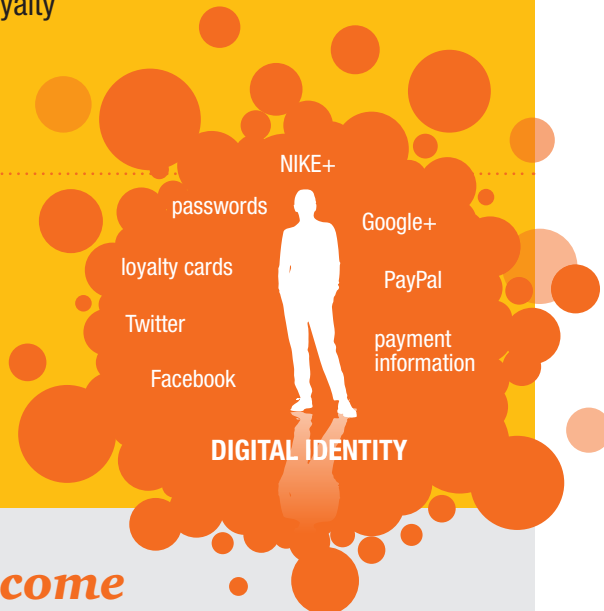 yalty
NIKE+
passwords
Google+
loyalty cards
PayPal
Twitter
payment
information
Facebook
DIGITAL IDENTITY
come